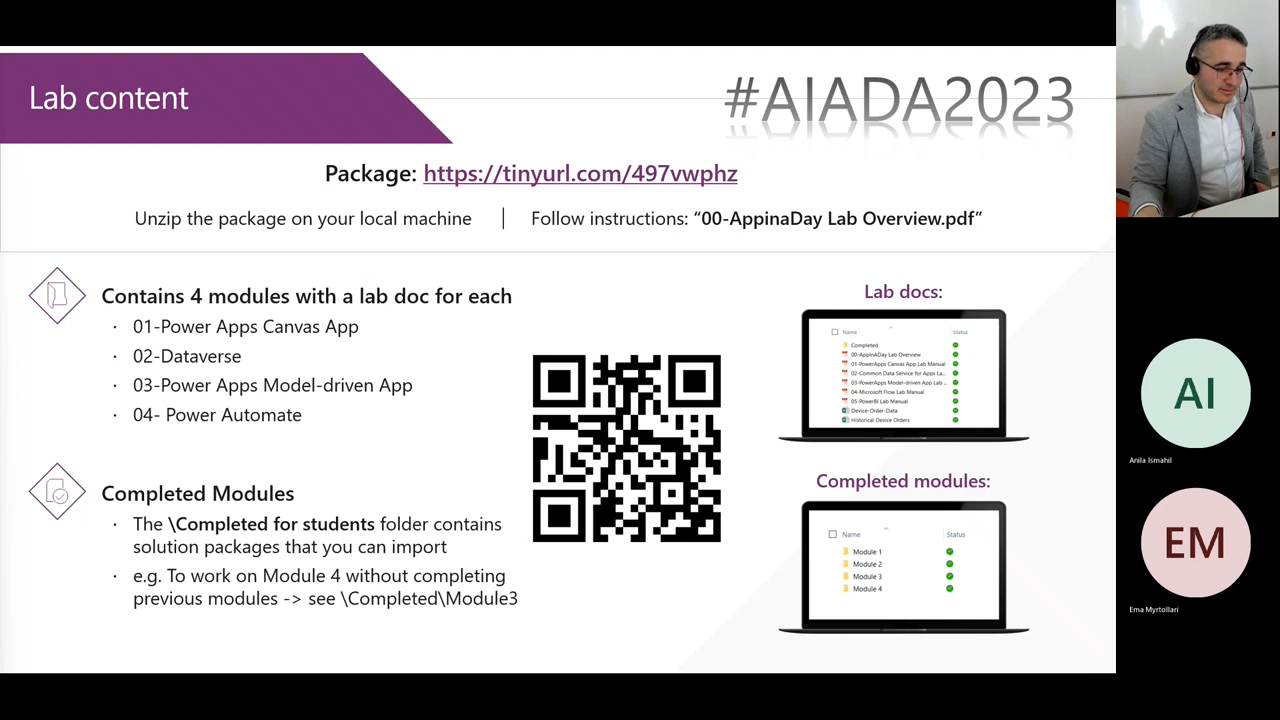 Lab content
#AIADA2023
Package: https://tinyurl.com/497vwphz
Unzip the package on your local machine | Follow instructions: “00-AppinaDay Lab Overview.pdf”
Contains 4 modules with a lab doc for each
· 01-Power Apps Canvas App
· 02-Dataverse
· 03-Power Apps Model-driven App
· 04- Power Automate
Completed Modules
· The \Completed for students folder contains
solution packages that you can import
· e.g. To work on Module 4 without completing
previous modules -> see \Completed\Module3
Lab docs:
Name Status
Completed
00-AppInADay Lab Overview
01-PowerApps Canvas App Lab Manual
02-Common Data Service for Apps La...
03-PowerApps Model-driven App Lab ...
04-Microsoft Flow Lab Manual
05-PowerBI Lab Manual
Device-Order-Data
Historical Device Orders
Completed modules:
Name Status
Module 1
Module 2
Module 3
Module 4
AI
Anila Ismahil
EM
Ema Myrtollari